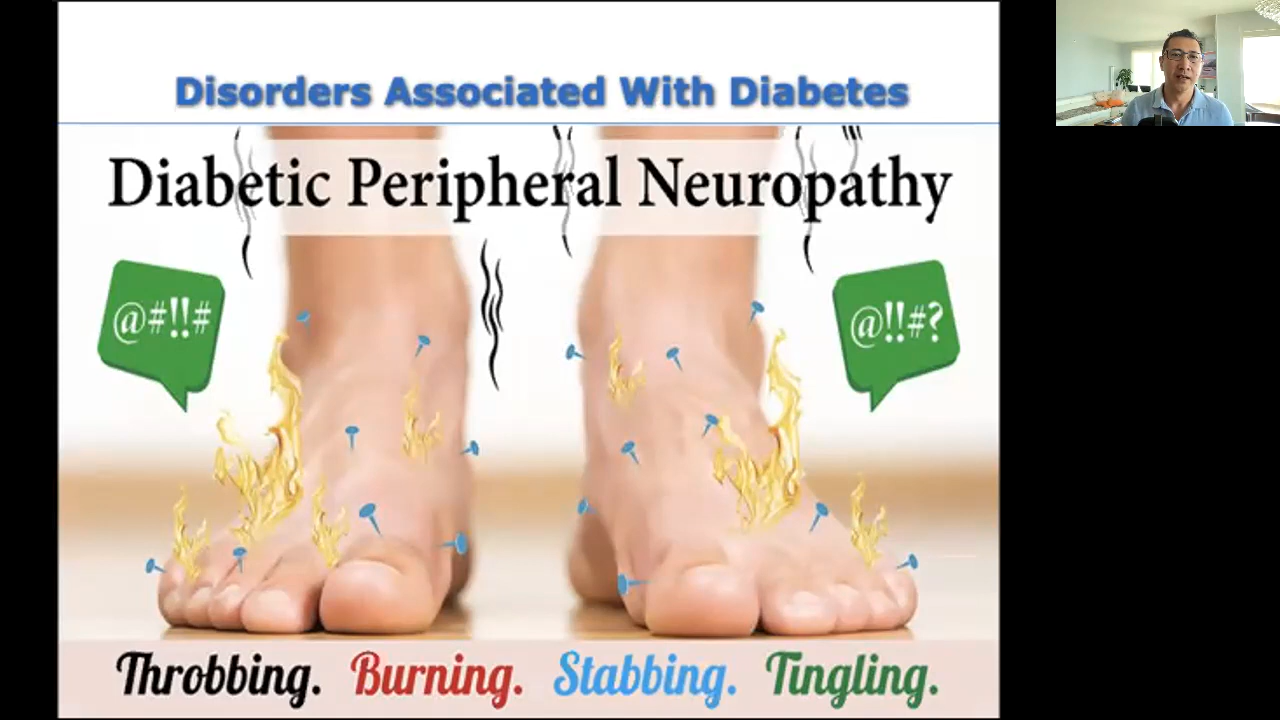 Disorders Associated With Diabetes
Diabetic Peripheral Neuropathy
@#!!#
@!!#?
Throbbing. Burning. Stabbing. Tingling.